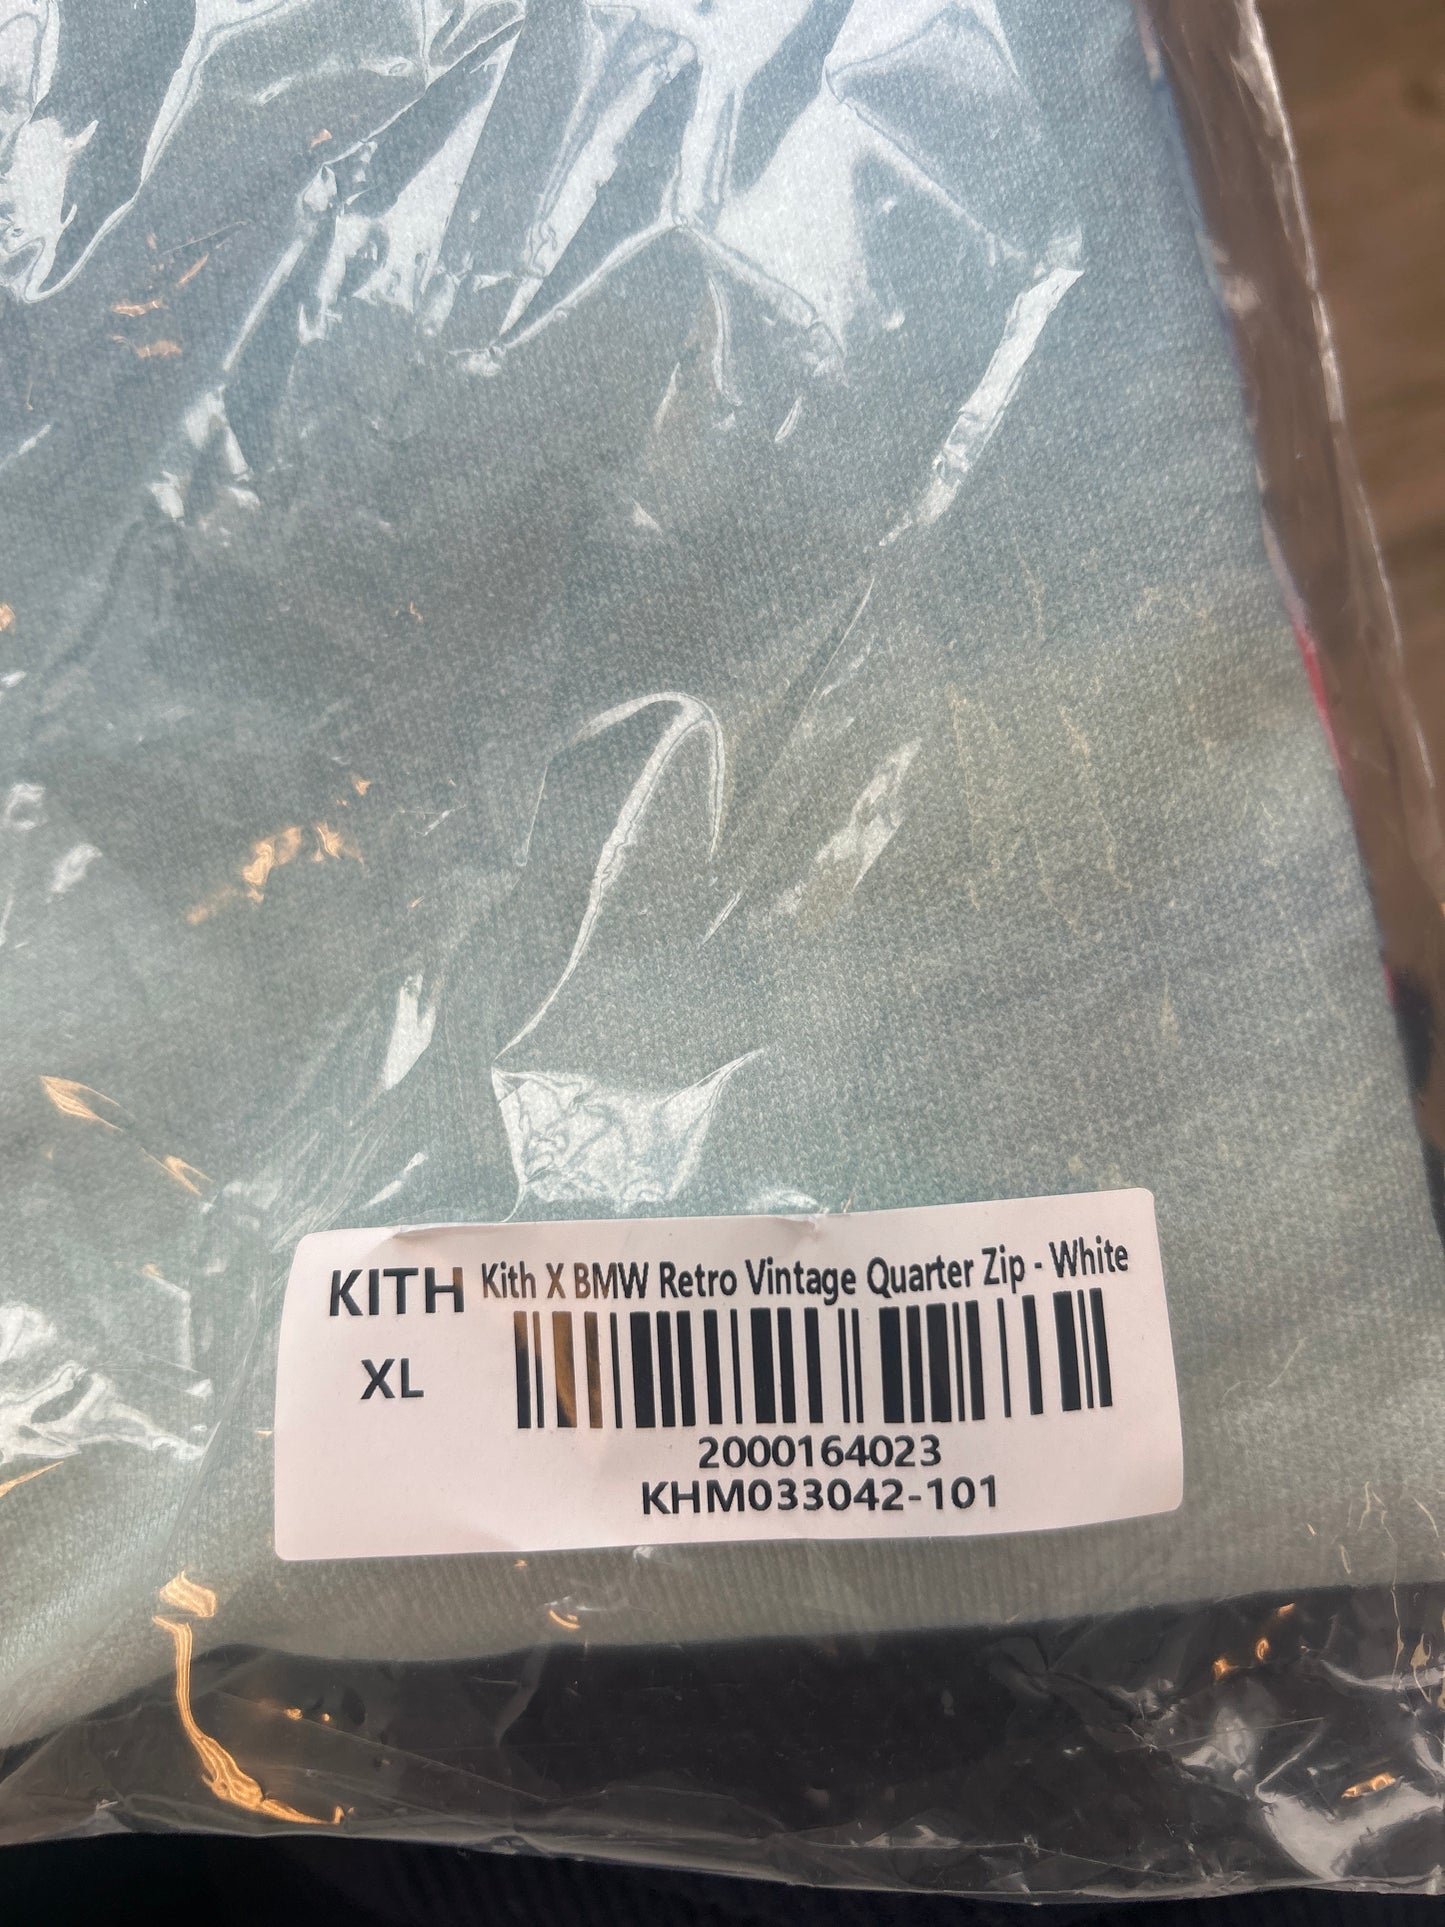 KITH Kith X BMW Retro Vintage Quarter Zip - White
XL
2000164023
KHM033042-101